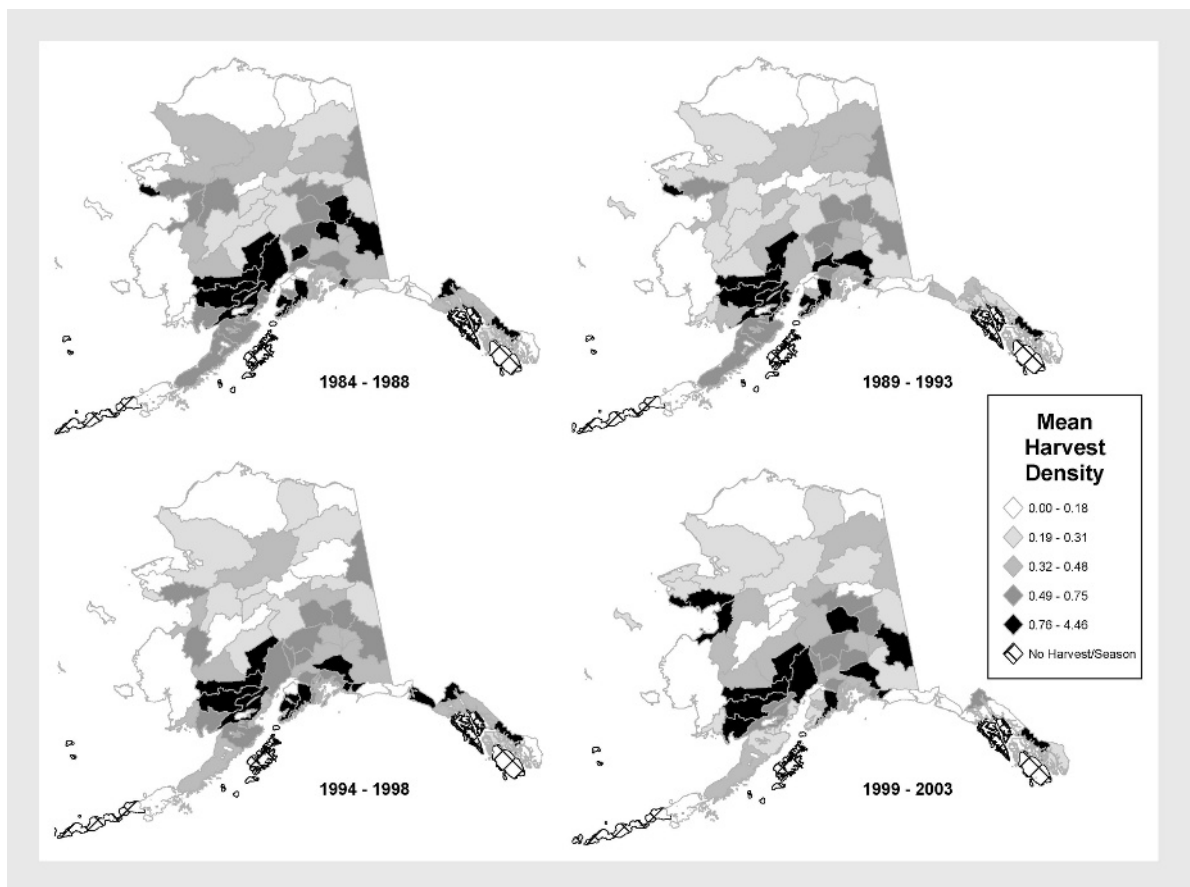 1984 - 1988
1989 - 1993
Mean
Harvest
Density
0.00 - 0.18
0.19 - 0.31
0.32 - 0.48
0.49 - 0.75
0.76 - 4.46
No Harvest/Season
1994 - 1998
1999 - 2003